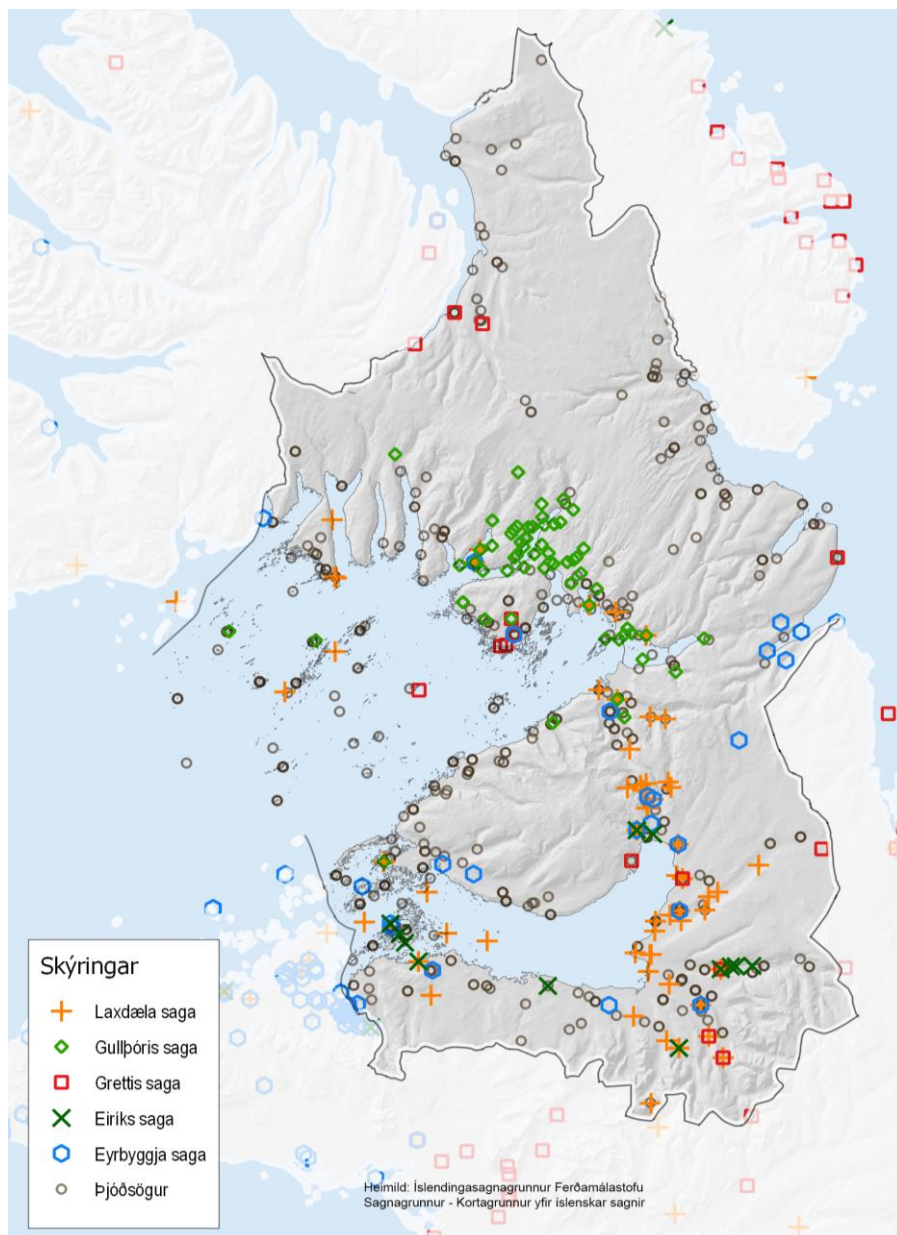 Skýringar
Laxdæla saga
Gullþóris saga
Grettis saga
Eiríks saga
Eyrbyggja saga
Þjóðsögur
Heimild: Íslendingasagnagrunnur Ferðamálastofu
Sagnagrunnur - Kortagrunnur yfir íslenskar sagnir